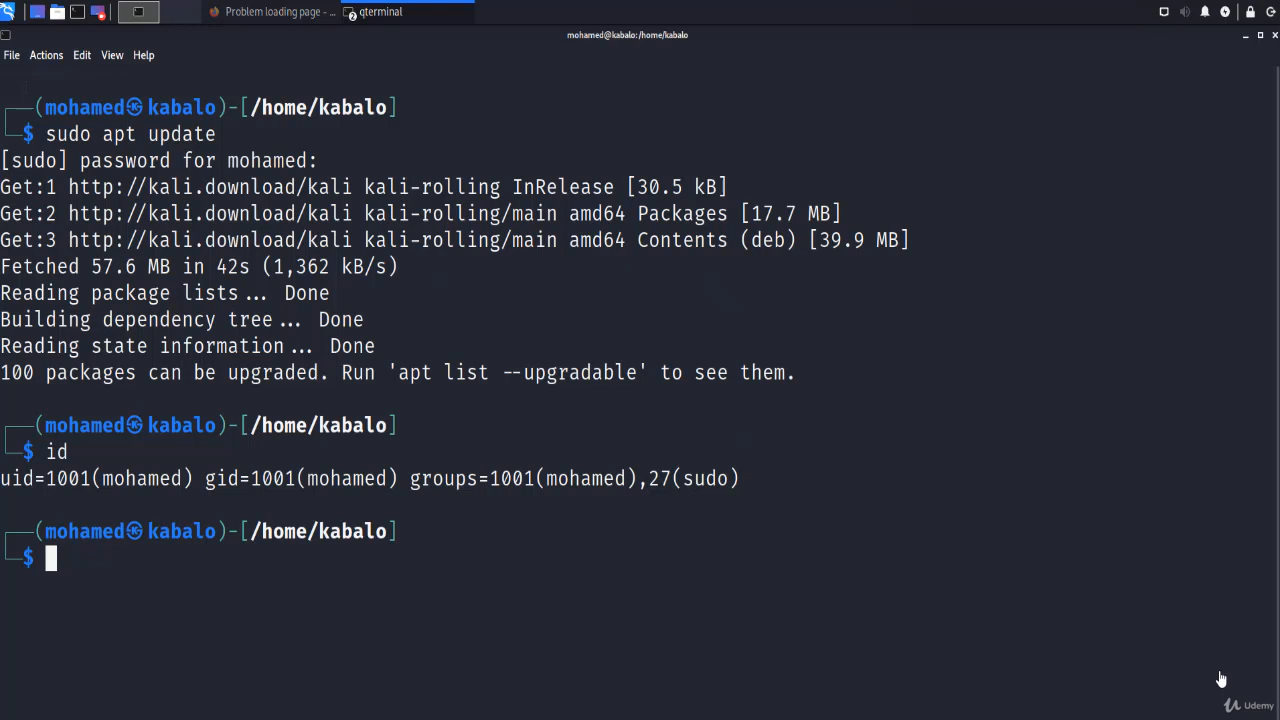 Problem loading page - ...
2
qterminal
mohamed@kabalo: /home/kabalo
File Actions Edit View Help
(mohamed㉿kabalo)-[/home/kabalo]
$ sudo apt update
[sudo] password for mohamed:
Get:1 http://kali.download/kali kali-rolling InRelease [30.5 kB]
Get:2 http://kali.download/kali kali-rolling/main amd64 Packages [17.7 MB]
Get:3 http://kali.download/kali kali-rolling/main amd64 Contents (deb) [39.9 MB]
Fetched 57.6 MB in 42s (1,362 kB/s)
Reading package lists... Done
Building dependency tree... Done
Reading state information... Done
100 packages can be upgraded. Run 'apt list --upgradable' to see them.
(mohamed㉿kabalo)-[/home/kabalo]
$ id
uid=1001(mohamed) gid=1001(mohamed) groups=1001(mohamed),27(sudo)
(mohamed㉿kabalo)-[/home/kabalo]
$
Udemy